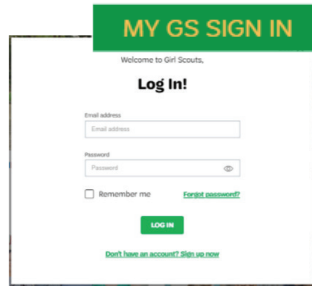 MY GS SIGN IN
Welcome to Girl Scouts,
Log In!
Email address
Email address
Password
Password
Remember me
Forgot password?
LOG IN
Don't have an account? Sign up now